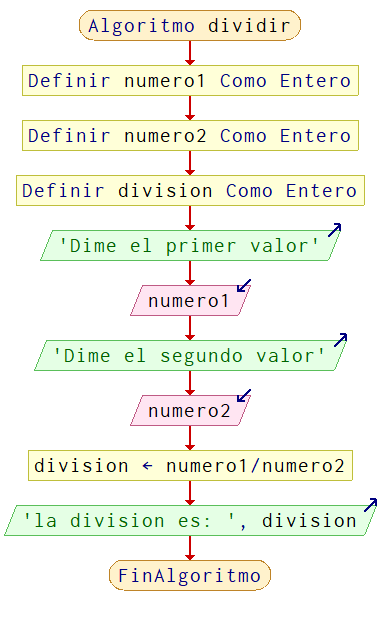 Algoritmo dividir
Definir numero1 Como Entero
Definir numero2 Como Entero
Definir division Como Entero
'Dime el primer valor'
numero1
'Dime el segundo valor'
numero2
division ← numero1/numero2
'la division es: ', division
FinAlgoritmo